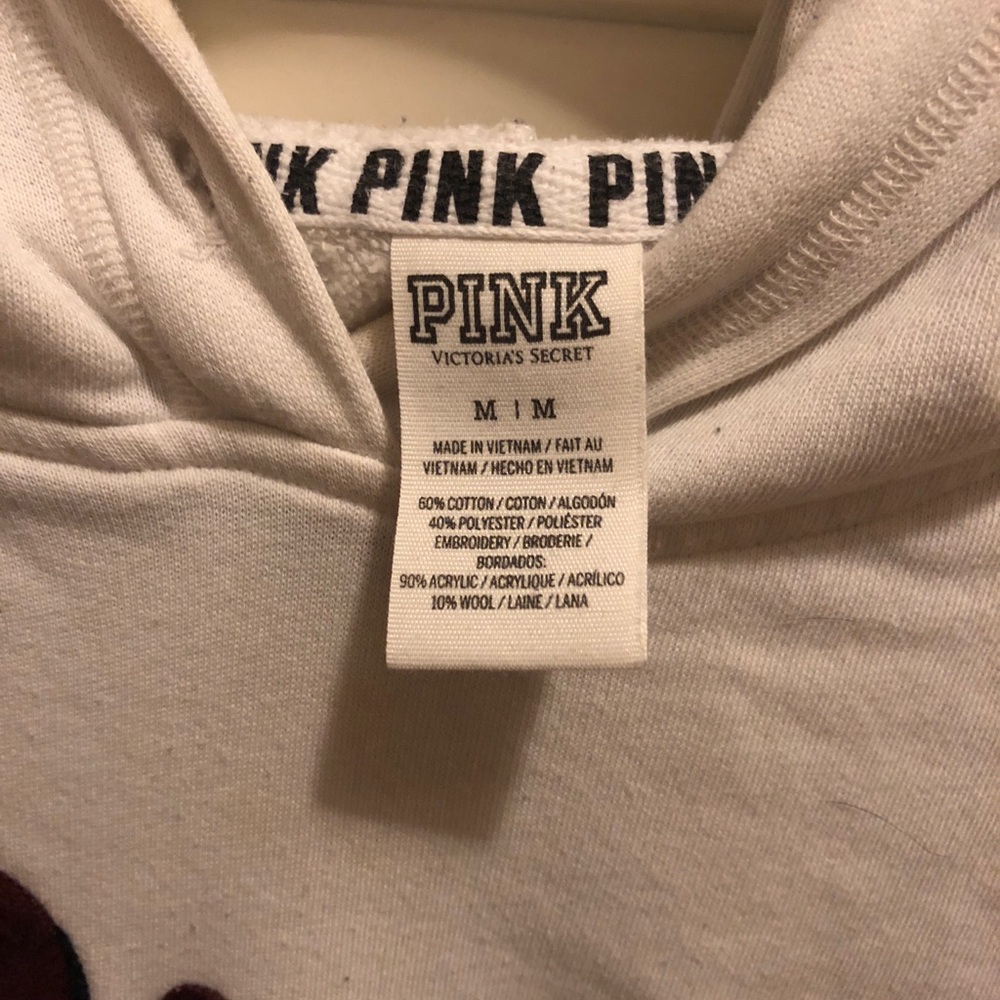 NK PINK PIN
PINK
VICTORIA'S SECRET
M | M
MADE IN VIETNAM / FAIT AU
VIETNAM / HECHO EN VIETNAM
60% COTTON / COTON / ALGODÓN
40% POLYESTER / POLIÉSTER
EMBROIDERY / BRODERIE /
BORDADOS:
90% ACRYLIC / ACRYLIQUE / ACRÍLICO
10% WOOL / LAINE / LANA